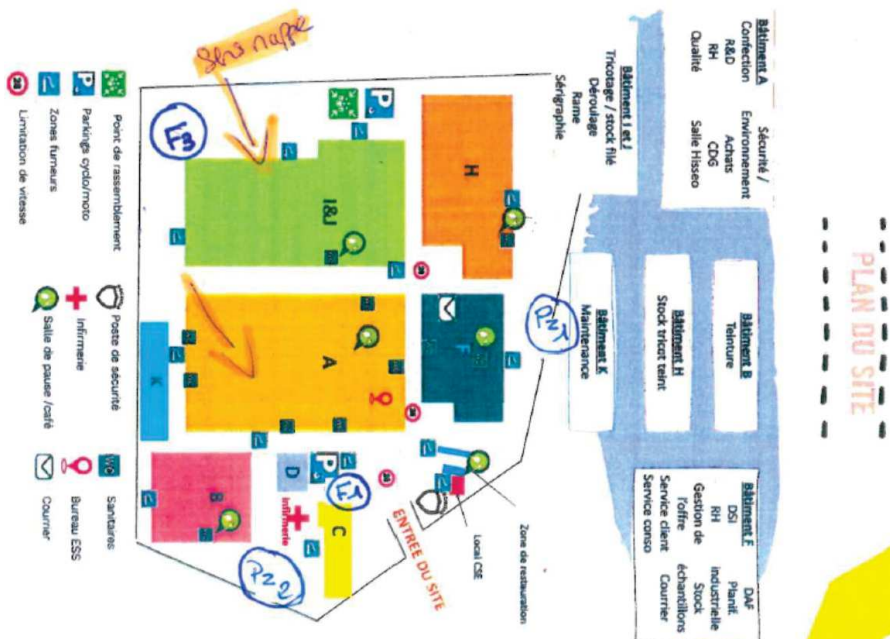 PLAN DU SITE
Bâtiment A
Confection
R&D
RH
Qualité
Sécurité /
Environnement
Achats
CDG
Salle Hisseo
Bâtiment B
Teinture
Bâtiment F
DSI
RH
Gestion de
l'offre
Service client
Service conso
DAF
Planif.
industrielle
Stock
échantillons
Courrier
Bâtiment H
Stock tricot teint
Bâtiment I et J
Tricotage / stock filé
Déroulage
Rame
Sérigraphie
Bâtiment K
Maintenance
PZ1
Zone de restauration
Local CSE
ENTREE DU SITE
H
F
C
F1
PZ2
I&J
A
D
Infirmerie
B
K
F3
Sens nappe
Point de rassemblement
Parkings cyclo/moto
Zones fumeurs
Limitation de vitesse
Poste de sécurité
Infirmerie
Salle de pause /café
WC
Sanitaires
Bureau ESS
Courrier